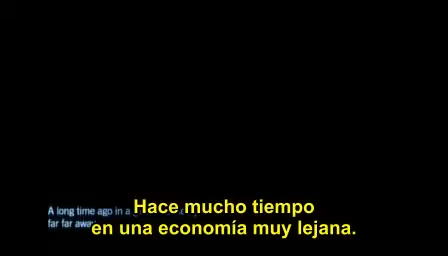 A long time ago in a
far far away
Hace mucho tiempo
en una economía muy lejana.